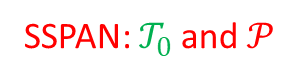 SSPAN: 𝒯₀ and 𝒫